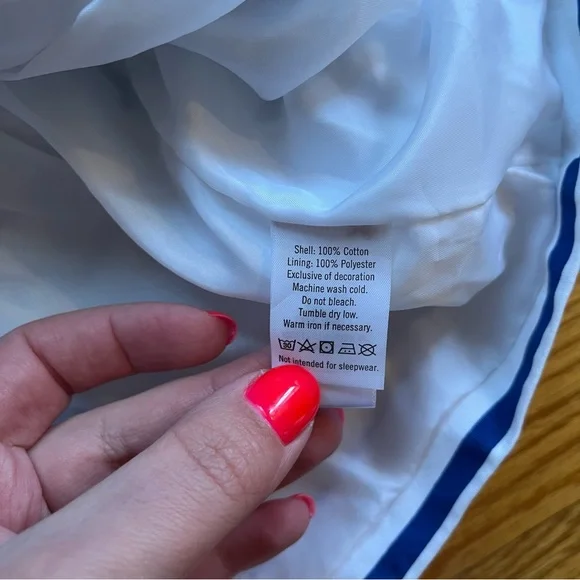 Shell: 100% Cotton
Lining: 100% Polyester
Exclusive of decoration
Machine wash cold.
Do not bleach.
Tumble dry low.
Warm iron if necessary.
Not intended for sleepwear.